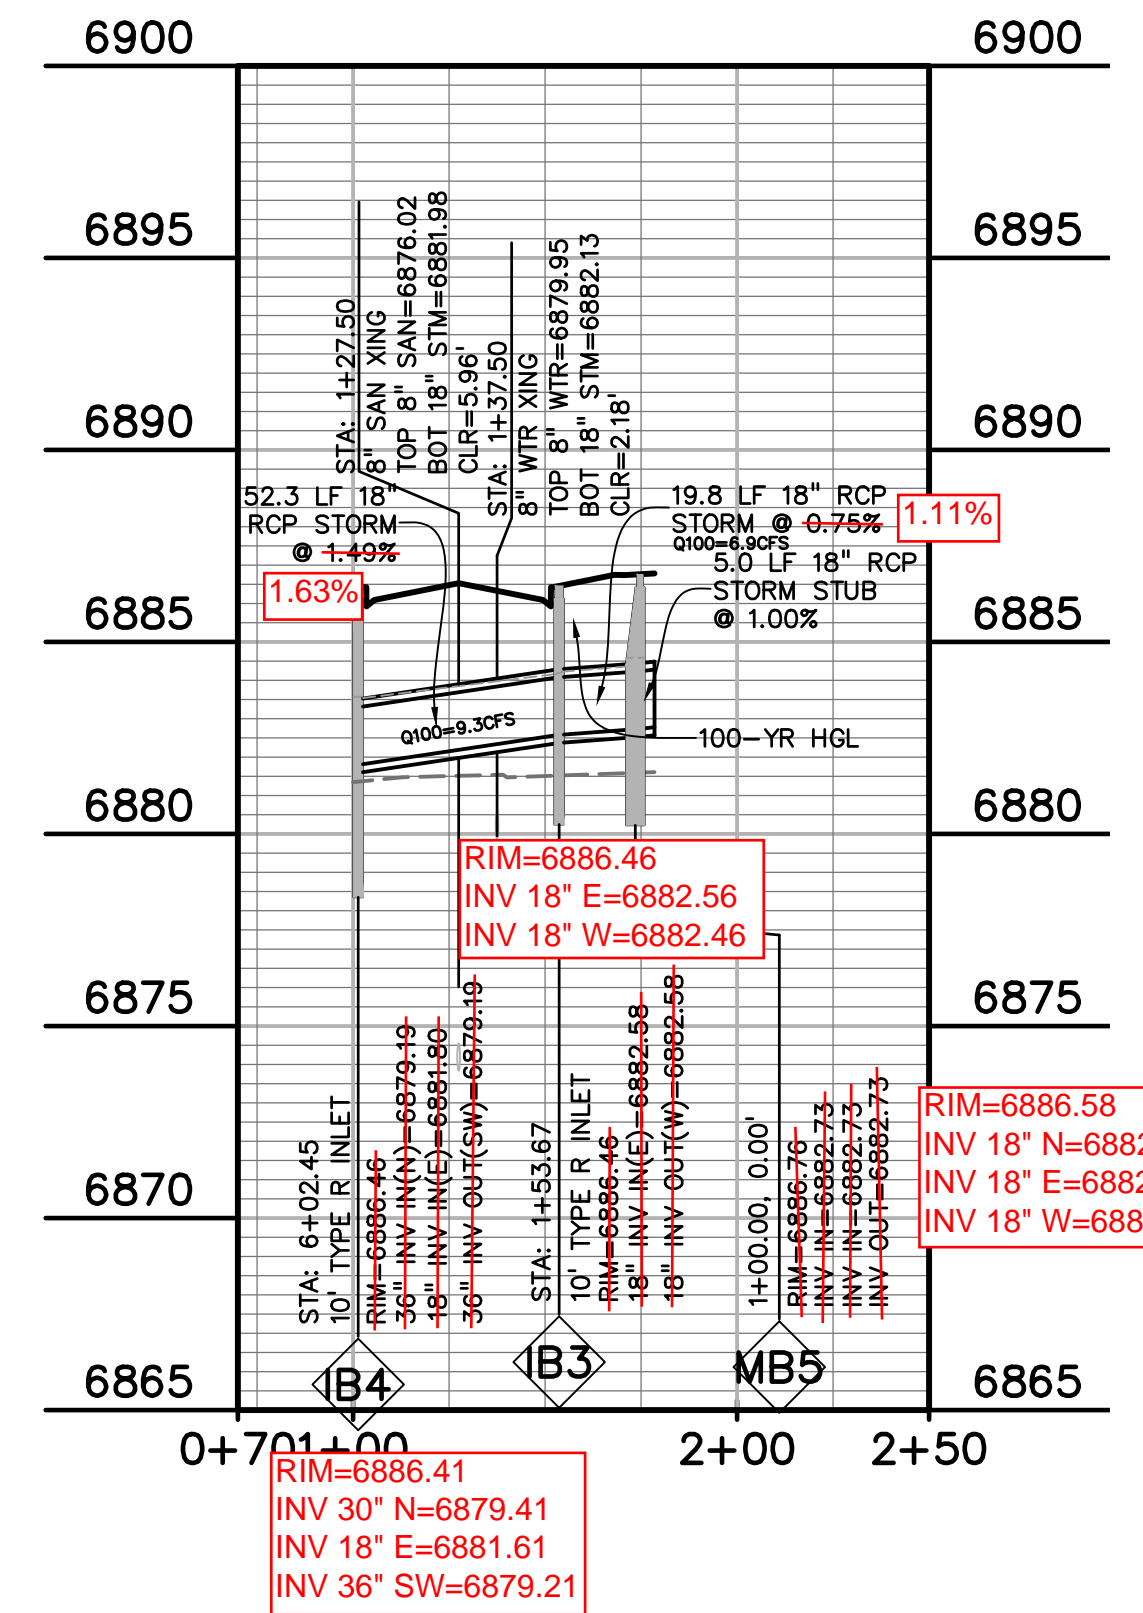 6900
6900
6895
6895
6890
6890
6885
6885
6880
6880
6875
6875
6870
6870
6865
6865
STA: 1+27.50
8" SAN XING
TOP 8" SAN=6876.02
BOT 18" STM=6881.98
CLR=5.96'
STA: 1+37.50
8" WTR XING
TOP 8" WTR=6879.95
BOT 18" STM=6882.13
CLR=2.18'
52.3 LF 18"
RCP STORM
@ 1.49%
1.63%
19.8 LF 18" RCP
STORM @ 0.75%
1.11%
Q100=6.9CFS
5.0 LF 18" RCP
STORM STUB
@ 1.00%
Q100=9.3CFS
100-YR HGL
RIM=6886.46
INV 18" E=6882.56
INV 18" W=6882.46
STA: 6+02.45
10' TYPE R INLET
RIM=6886.46
36" INV IN(N)=6879.19
18" INV IN(E)=6881.80
36" INV OUT(SW)=6879.19
STA: 1+53.67
10' TYPE R INLET
RIM=6886.46
18" INV IN(E)=6882.58
18" INV OUT(W)=6882.58
1+00.00, 0.00'
RIM=6886.76
INV IN=6882.73
INV IN=6882.73
INV OUT=6882.73
RIM=6886.58
INV 18" N=6882
INV 18" E=6882
INV 18" W=688
IB4
IB3
MB5
0+70
1+00
2+00
2+50
RIM=6886.41
INV 30" N=6879.41
INV 18" E=6881.61
INV 36" SW=6879.21